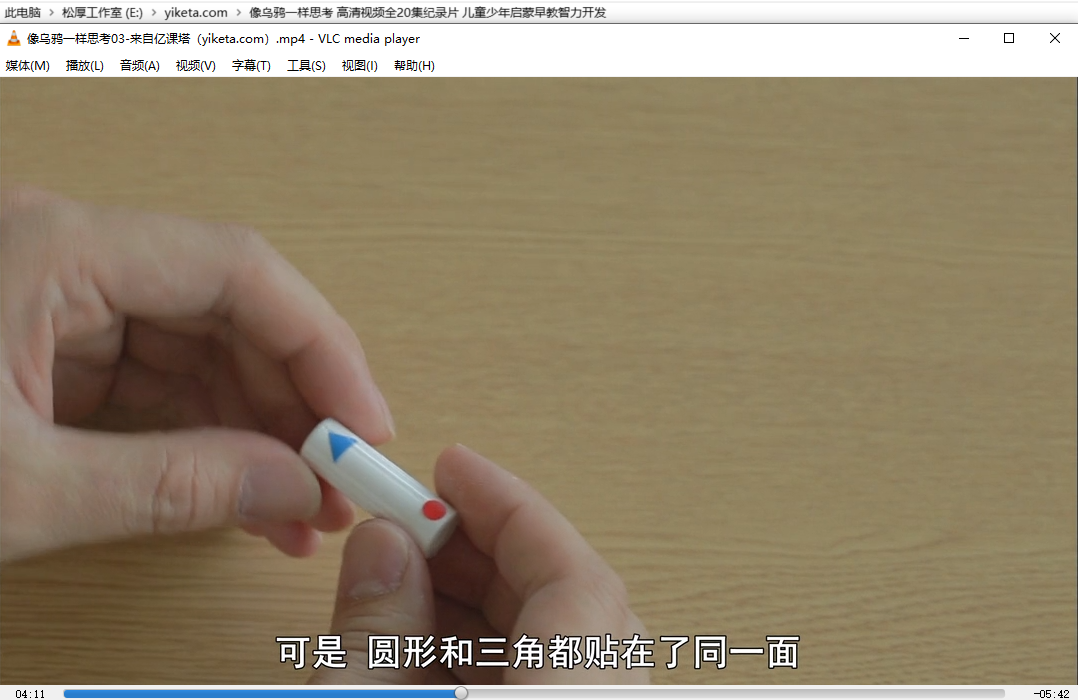 此电脑 > 松厚工作室 (E:) > yiketa.com > 像乌鸦一样思考 高清视频全20集纪录片 儿童少年启蒙早教智力开发
像乌鸦一样思考03-来自亿课塔（yiketa.com）.mp4 - VLC media player
媒体(M) 播放(L) 音频(A) 视频(V) 字幕(T) 工具(S) 视图(I) 帮助(H)
可是 圆形和三角都贴在了同一面
04:11 -05:42